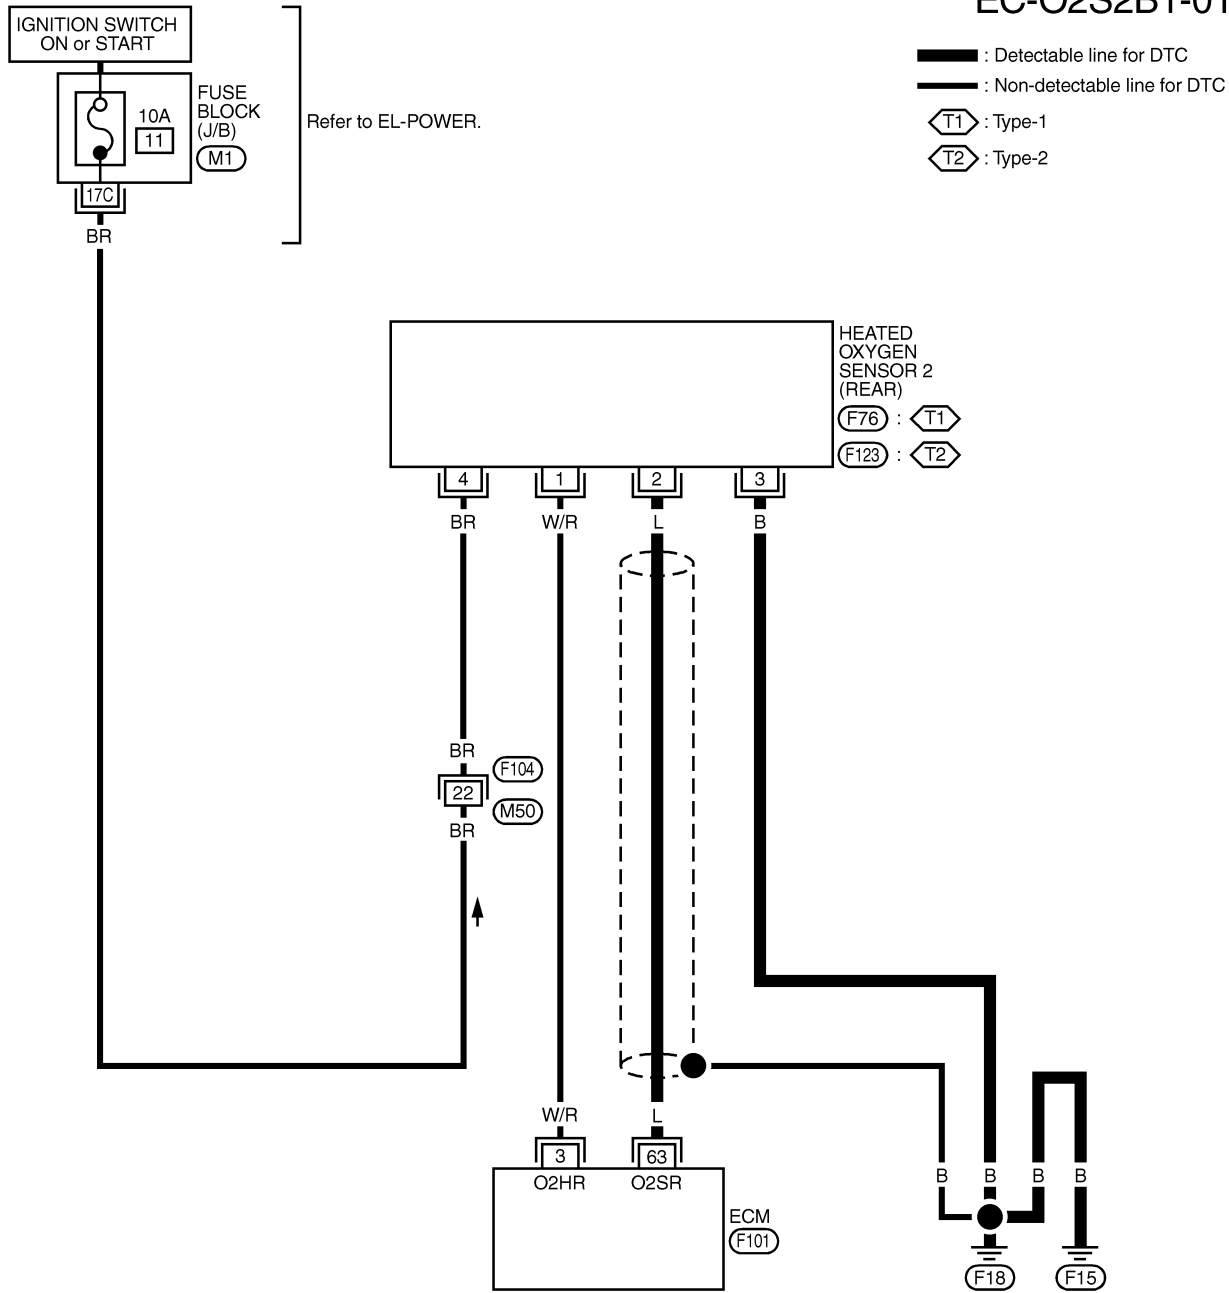 EC-O2S2B1-01
IGNITION SWITCH
ON or START
FUSE
BLOCK
(J/B)
M1
10A
11
17C
BR
Refer to EL-POWER.
: Detectable line for DTC
: Non-detectable line for DTC
T1 : Type-1
T2 : Type-2
HEATED
OXYGEN
SENSOR 2
(REAR)
F76 : T1
F123 : T2
4 1 2 3
BR W/R L B
BR
F104
22
M50
BR
W/R L
3 63
O2HR O2SR
ECM
F101
B B B B
F18 F15